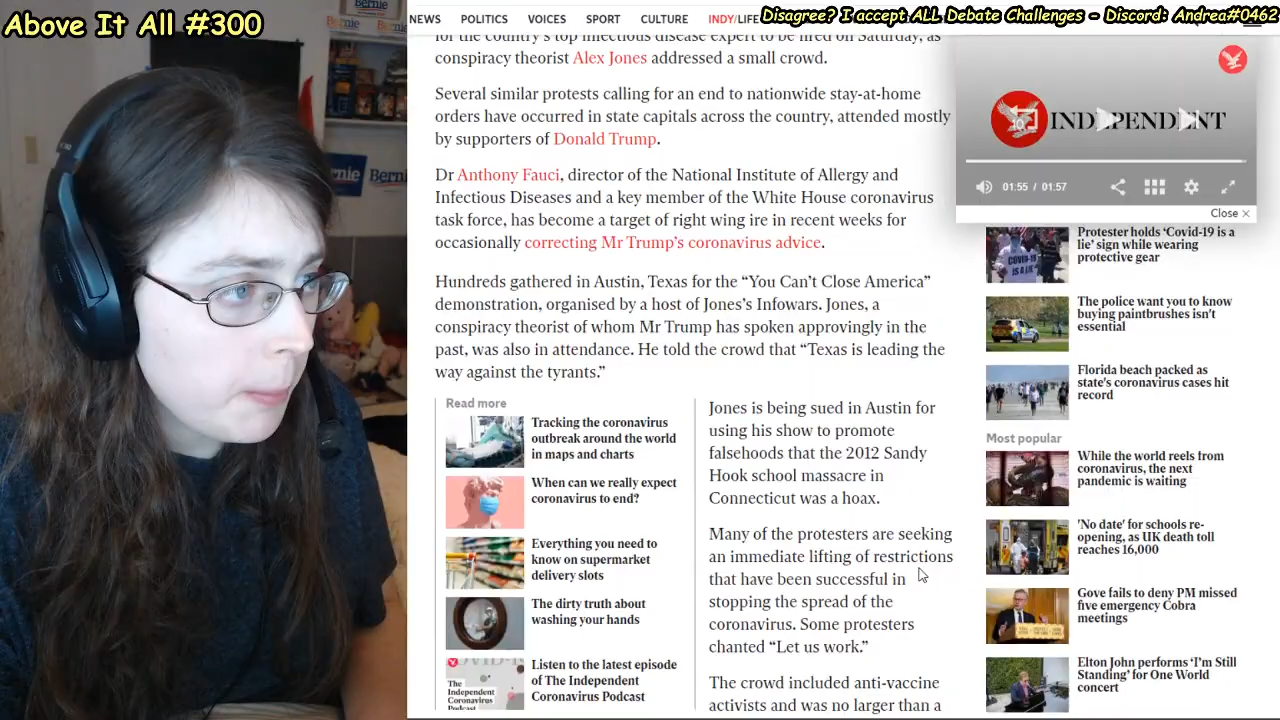 Above It All #300
Disagree? I accept ALL Debate Challenges - Discord: Andrea#0462
NEWS POLITICS VOICES SPORT CULTURE INDY/LIFE
for the country's top infectious disease expert to be fired on Saturday, as
conspiracy theorist Alex Jones addressed a small crowd.
Several similar protests calling for an end to nationwide stay-at-home
orders have occurred in state capitals across the country, attended mostly
by supporters of Donald Trump.
Dr Anthony Fauci, director of the National Institute of Allergy and
Infectious Diseases and a key member of the White House coronavirus
task force, has become a target of right wing ire in recent weeks for
occasionally correcting Mr Trump's coronavirus advice.
Hundreds gathered in Austin, Texas for the “You Can't Close America”
demonstration, organised by a host of Jones's Infowars. Jones, a
conspiracy theorist of whom Mr Trump has spoken approvingly in the
past, was also in attendance. He told the crowd that “Texas is leading the
way against the tyrants.”
Read more
Tracking the coronavirus
outbreak around the world
in maps and charts
When can we really expect
coronavirus to end?
Everything you need to
know on supermarket
delivery slots
The dirty truth about
washing your hands
Listen to the latest episode
of The Independent
Coronavirus Podcast
The
Independent
Coronavirus
Podcast
Jones is being sued in Austin for
using his show to promote
falsehoods that the 2012 Sandy
Hook school massacre in
Connecticut was a hoax.
Many of the protesters are seeking
an immediate lifting of restrictions
that have been successful in
stopping the spread of the
coronavirus. Some protesters
chanted “Let us work.”
The crowd included anti-vaccine
activists and was no larger than a
INDEPENDENT
10
01:55 / 01:57
Close ×
Protester holds ‘Covid-19 is a
lie’ sign while wearing
protective gear
COVID-19
IS A LIE
The police want you to know
buying paintbrushes isn't
essential
Florida beach packed as
state's coronavirus cases hit
record
Most popular
While the world reels from
coronavirus, the next
pandemic is waiting
'No date' for schools re-
opening, as UK death toll
reaches 16,000
Gove fails to deny PM missed
five emergency Cobra
meetings
Elton John performs ‘I'm Still
Standing’ for One World
concert
Bernie
Bernie